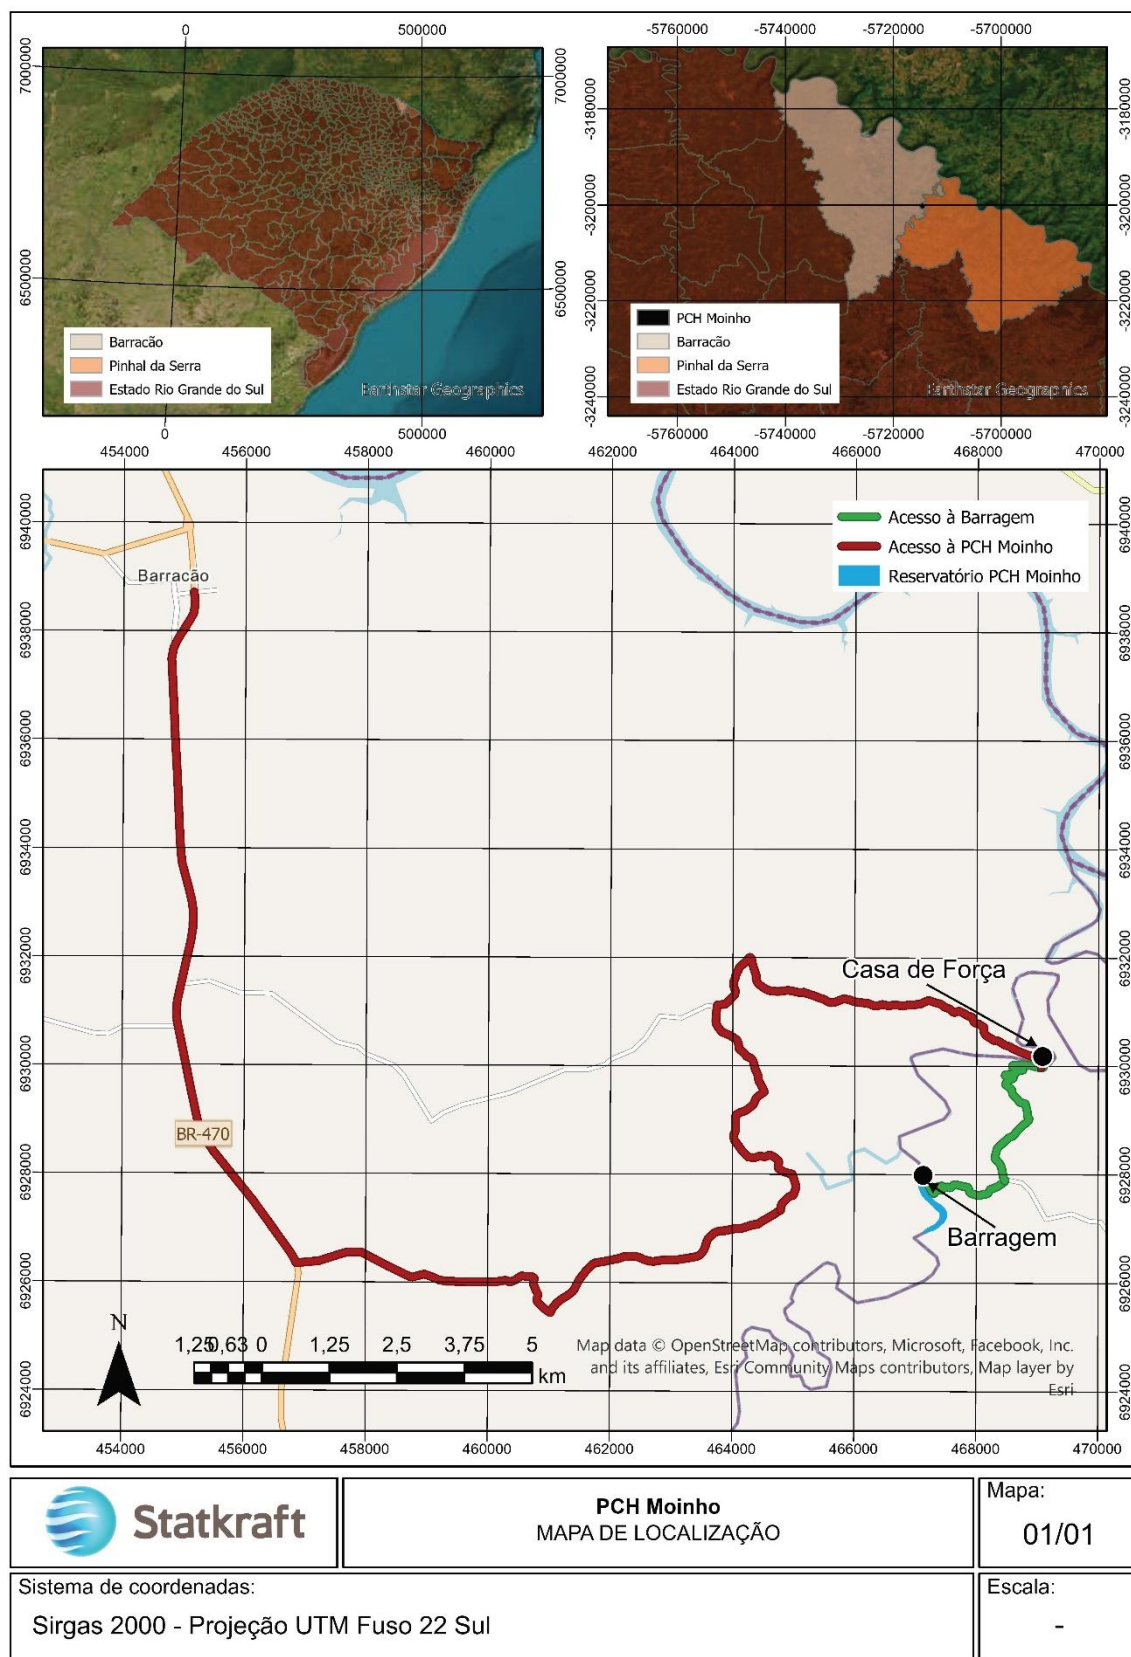 0
500000
-5760000
-5740000
-5720000
-5700000
7000000
7000000
6500000
6500000
-3180000
-3180000
-3200000
-3200000
-3220000
-3220000
-3240000
-3240000
Barracão
Pinhal da Serra
Estado Rio Grande do Sul
Earthstar Geographics
PCH Moinho
Barracão
Pinhal da Serra
Estado Rio Grande do Sul
Earthstar Geographics
0
500000
-5760000
-5740000
-5720000
-5700000
454000
456000
458000
460000
462000
464000
466000
468000
470000
6940000
6940000
6938000
6938000
6936000
6936000
6934000
6934000
6932000
6932000
6930000
6930000
6928000
6928000
6926000
6926000
6924000
6924000
Acesso à Barragem
Acesso à PCH Moinho
Reservatório PCH Moinho
Barracão
Casa de Força
BR-470
Barragem
N
1,25 0,63 0 1,25 2,5 3,75 5
km
Map data © OpenStreetMap contributors, Microsoft, Facebook, Inc.
and its affiliates, Esri Community Maps contributors, Map layer by
Esri
454000
456000
458000
460000
462000
464000
466000
468000
470000
Statkraft
PCH Moinho
MAPA DE LOCALIZAÇÃO
Mapa:
01/01
Sistema de coordenadas:
Sirgas 2000 - Projeção UTM Fuso 22 Sul
Escala:
-